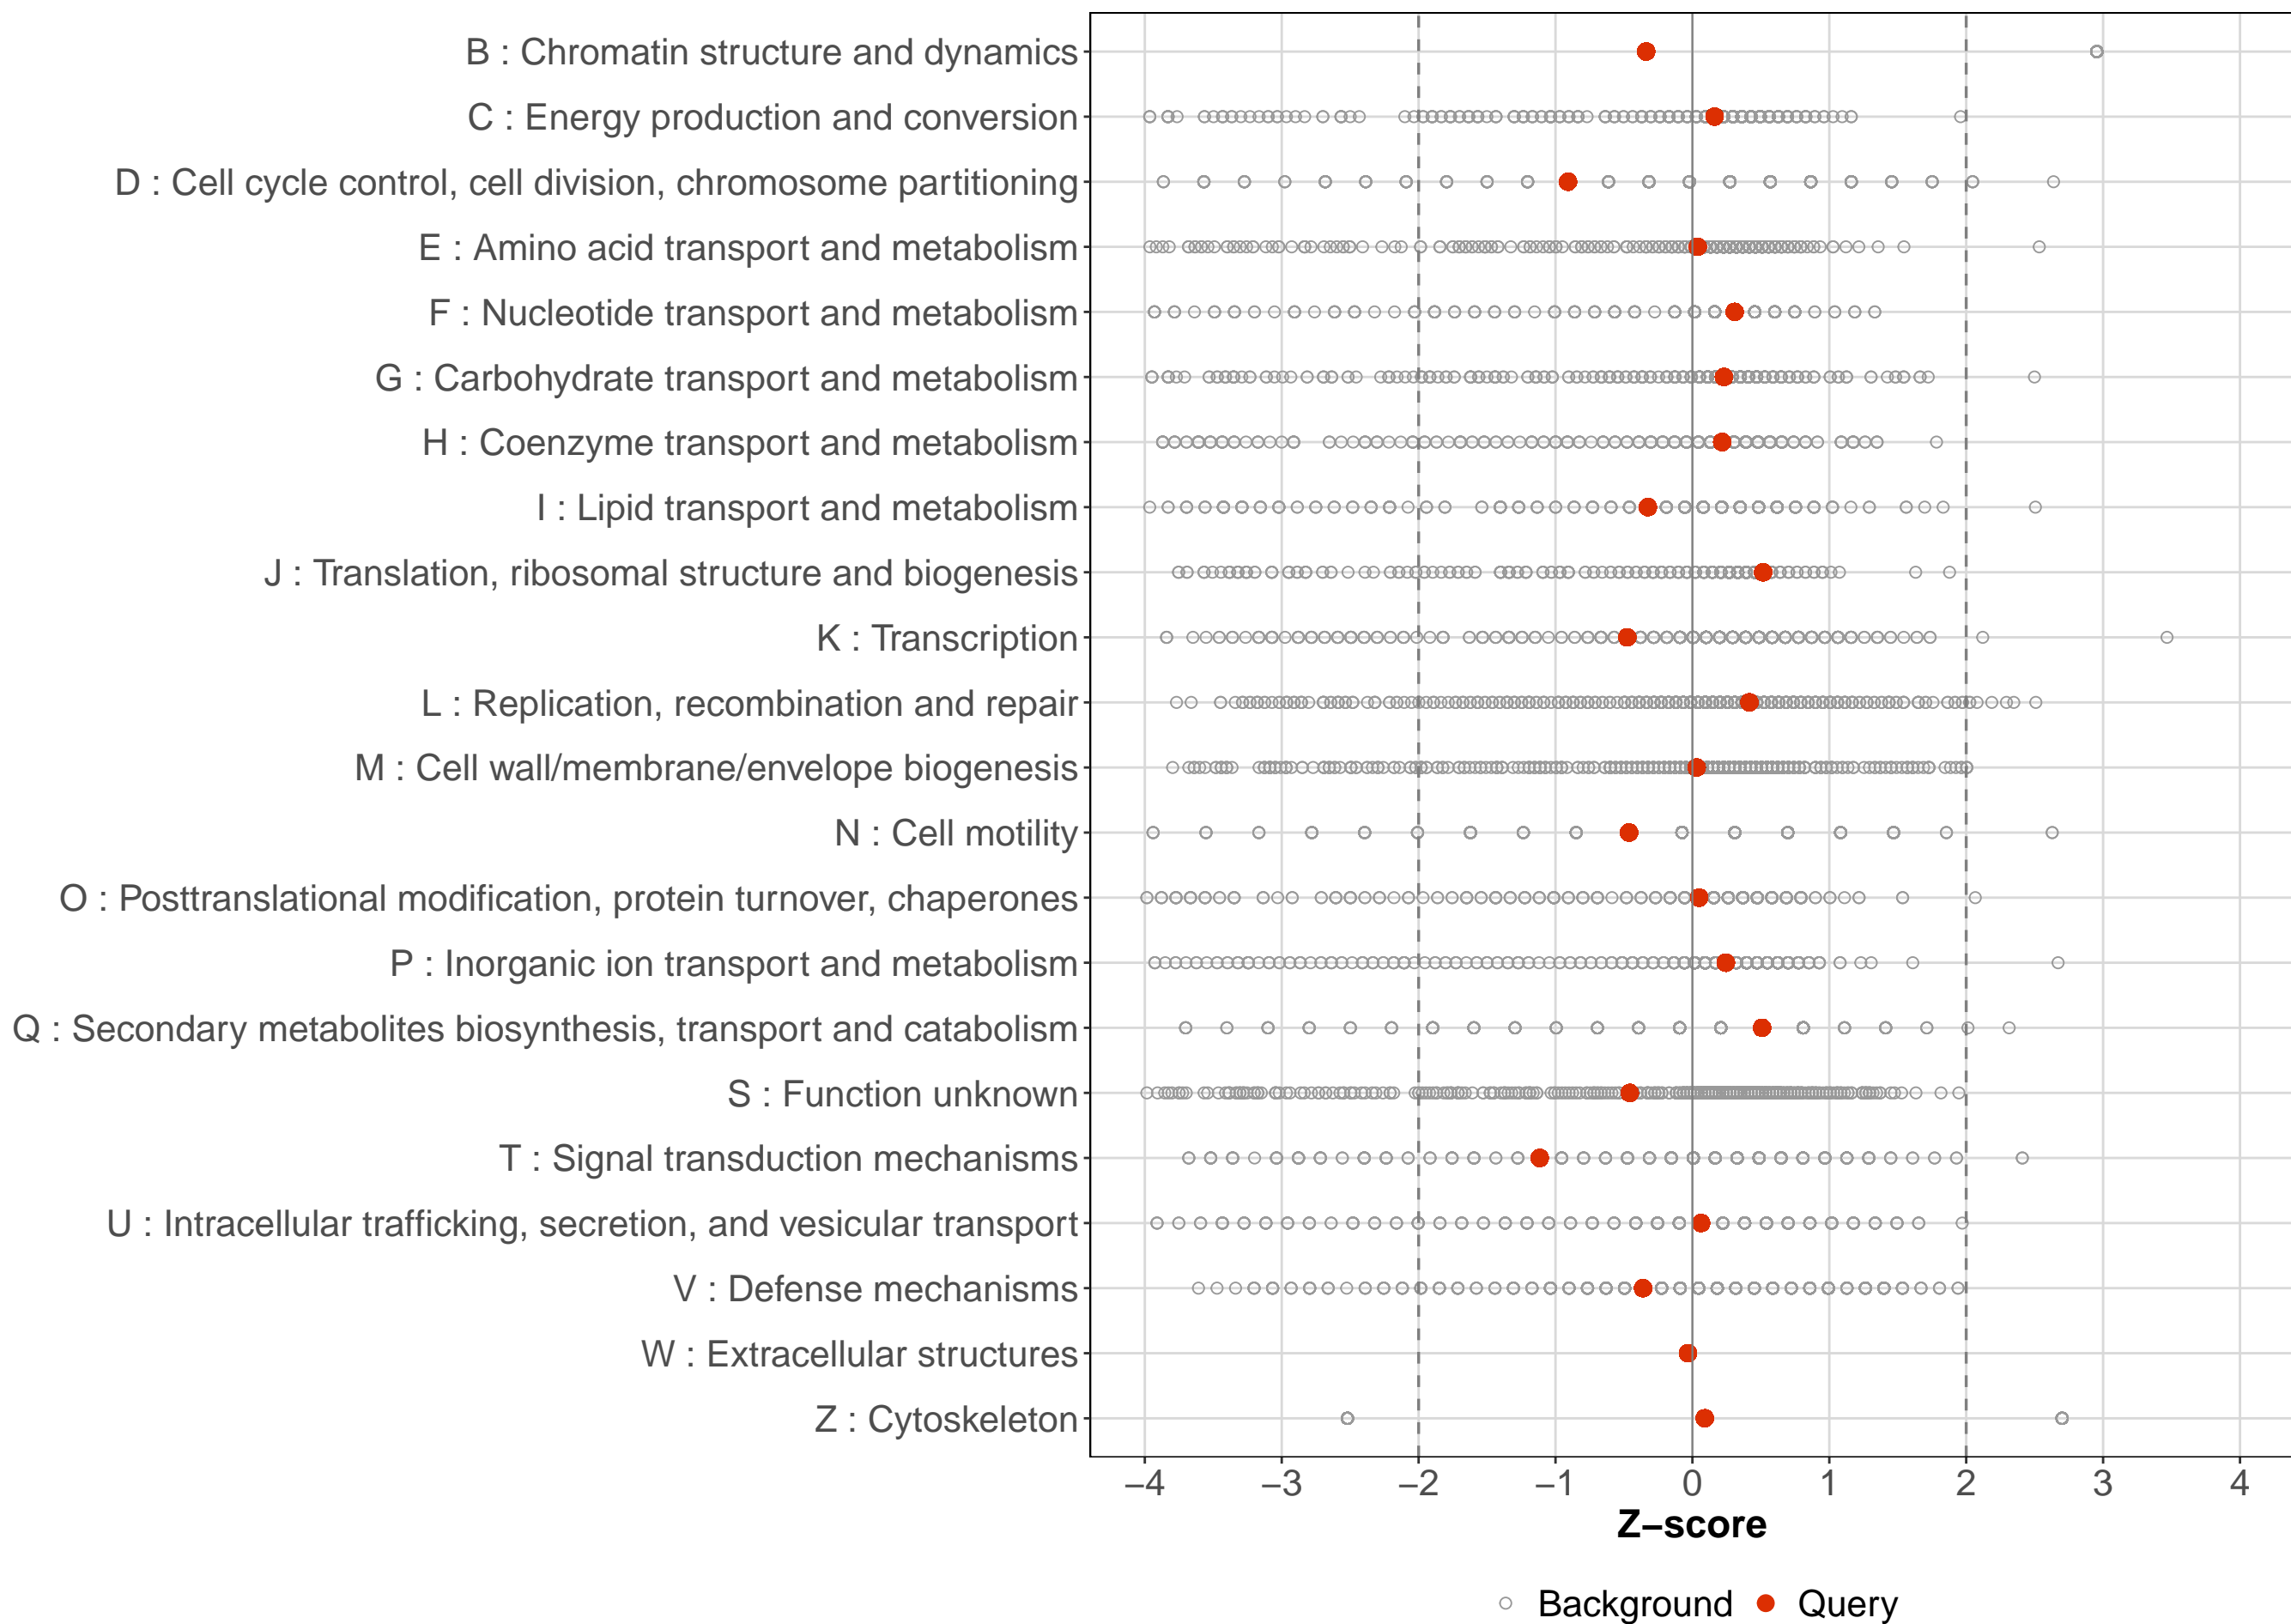 B : Chromatin structure and dynamics
C : Energy production and conversion
D : Cell cycle control, cell division, chromosome partitioning
E : Amino acid transport and metabolism
F : Nucleotide transport and metabolism
G : Carbohydrate transport and metabolism
H : Coenzyme transport and metabolism
I : Lipid transport and metabolism
J : Translation, ribosomal structure and biogenesis
K : Transcription
L : Replication, recombination and repair
M : Cell wall/membrane/envelope biogenesis
N : Cell motility
O : Posttranslational modification, protein turnover, chaperones
P : Inorganic ion transport and metabolism
Q : Secondary metabolites biosynthesis, transport and catabolism
S : Function unknown
T : Signal transduction mechanisms
U : Intracellular trafficking, secretion, and vesicular transport
V : Defense mechanisms
W : Extracellular structures
Z : Cytoskeleton
−4 −3 −2 −1 0 1 2 3 4
Z−score
Background Query